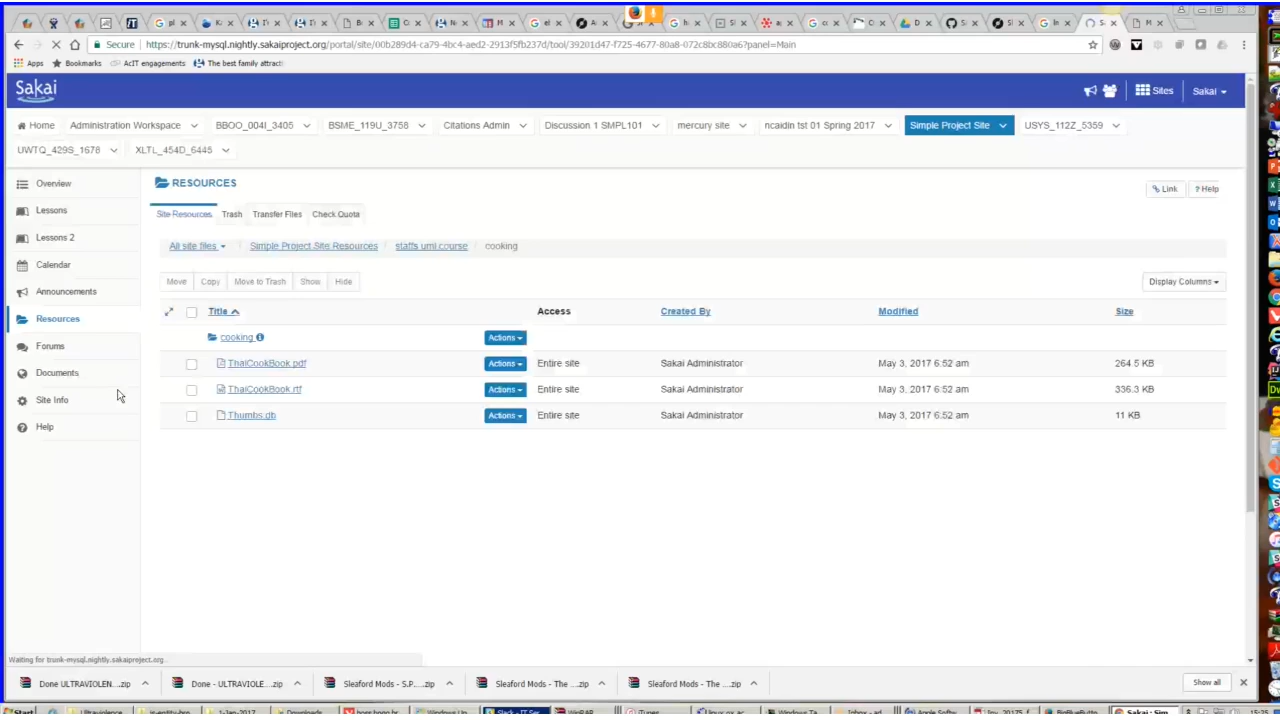 Secure https://trunk-mysql.nightly.sakaiproject.org/portal/site/00b289d4-ca79-4bc4-aed2-2913f5fb237d/tool/39201d47-f725-4677-80a8-072c8bc880a6?panel=Main
Apps Bookmarks AcIT engagements The best family attract
Sakai Sites Sakai
Home Administration Workspace BBOO_004I_3405 BSME_119U_3758 Citations Admin Discussion 1 SMPL101 mercury site ncaidin tst 01 Spring 2017 Simple Project Site USYS_112Z_5359
UWTQ_429S_1678 XLTL_454D_6445
Overview
Lessons
Lessons 2
Calendar
Announcements
Resources
Forums
Documents
Site Info
Help
RESOURCES
Link ? Help
Site Resources Trash Transfer Files Check Quota
All site files / Simple Project Site Resources / staffs uml course / cooking
Move Copy Move to Trash Show Hide Display Columns
Title Access Created By Modified Size
cooking Actions
ThaiCookBook.pdf Actions Entire site Sakai Administrator May 3, 2017 6:52 am 264.5 KB
ThaiCookBook.rtf Actions Entire site Sakai Administrator May 3, 2017 6:52 am 336.3 KB
Thumbs.db Actions Entire site Sakai Administrator May 3, 2017 6:52 am 11 KB
Waiting for trunk-mysql.nightly.sakaiproject.org
Done ULTRAVIOLEN....zip Done - ULTRAVIOLE....zip Sleaford Mods - S.P.....zip Sleaford Mods - The ....zip Sleaford Mods - The ....zip Show all